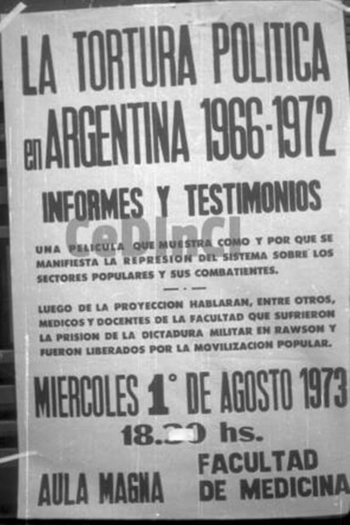 LA TORTURA POLITICA
en ARGENTINA 1966-1972
INFORMES Y TESTIMONIOS
CeDInCI
UNA PELICULA QUE MUESTRA COMO Y POR QUE SE
MANIFIESTA LA REPRESION DEL SISTEMA SOBRE LOS
SECTORES POPULARES Y SUS COMBATIENTES.
LUEGO DE LA PROYECCION HABLARAN, ENTRE OTROS,
MEDICOS Y DOCENTES DE LA FACULTAD QUE SUFRIERON
LA PRISION DE LA DICTADURA MILITAR EN RAWSON Y
FUERON LIBERADOS POR LA MOVILIZACION POPULAR.
MIERCOLES 1° DE AGOSTO 1973
18.30 hs.
AULA MAGNA FACULTAD
DE MEDICINA